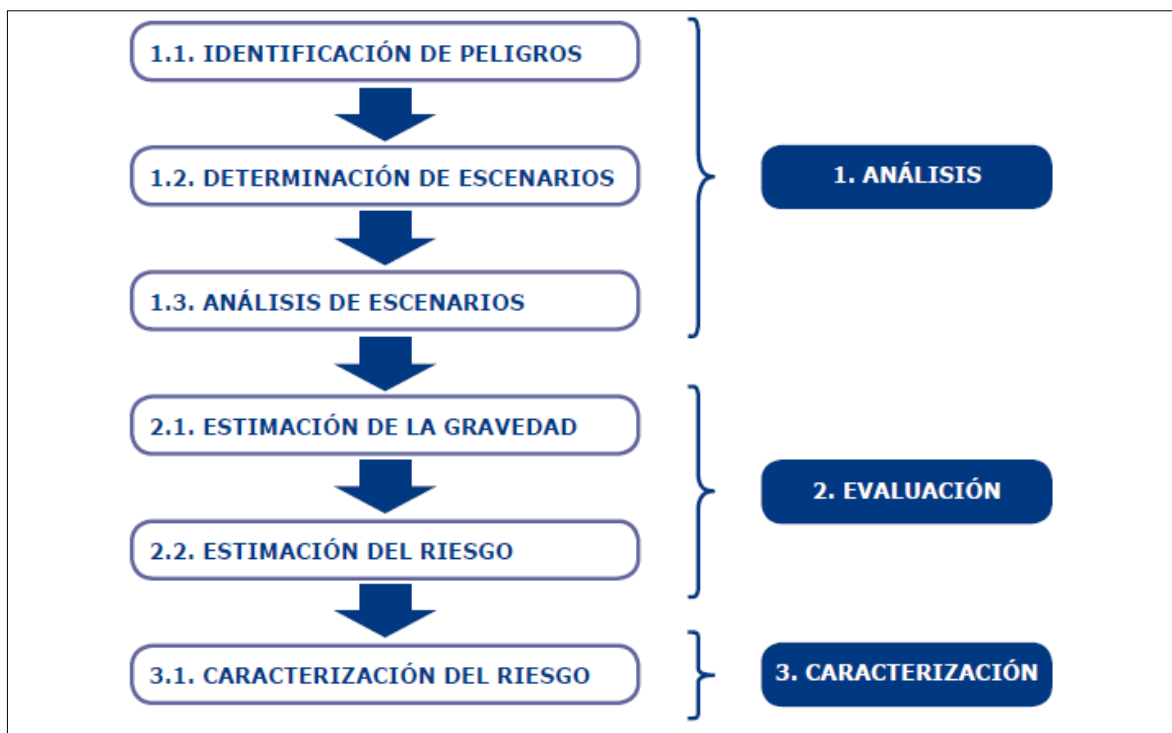 1.1. IDENTIFICACIÓN DE PELIGROS
1.2. DETERMINACIÓN DE ESCENARIOS
1. ANÁLISIS
1.3. ANÁLISIS DE ESCENARIOS
2.1. ESTIMACIÓN DE LA GRAVEDAD
2. EVALUACIÓN
2.2. ESTIMACIÓN DEL RIESGO
3.1. CARACTERIZACIÓN DEL RIESGO
3. CARACTERIZACIÓN